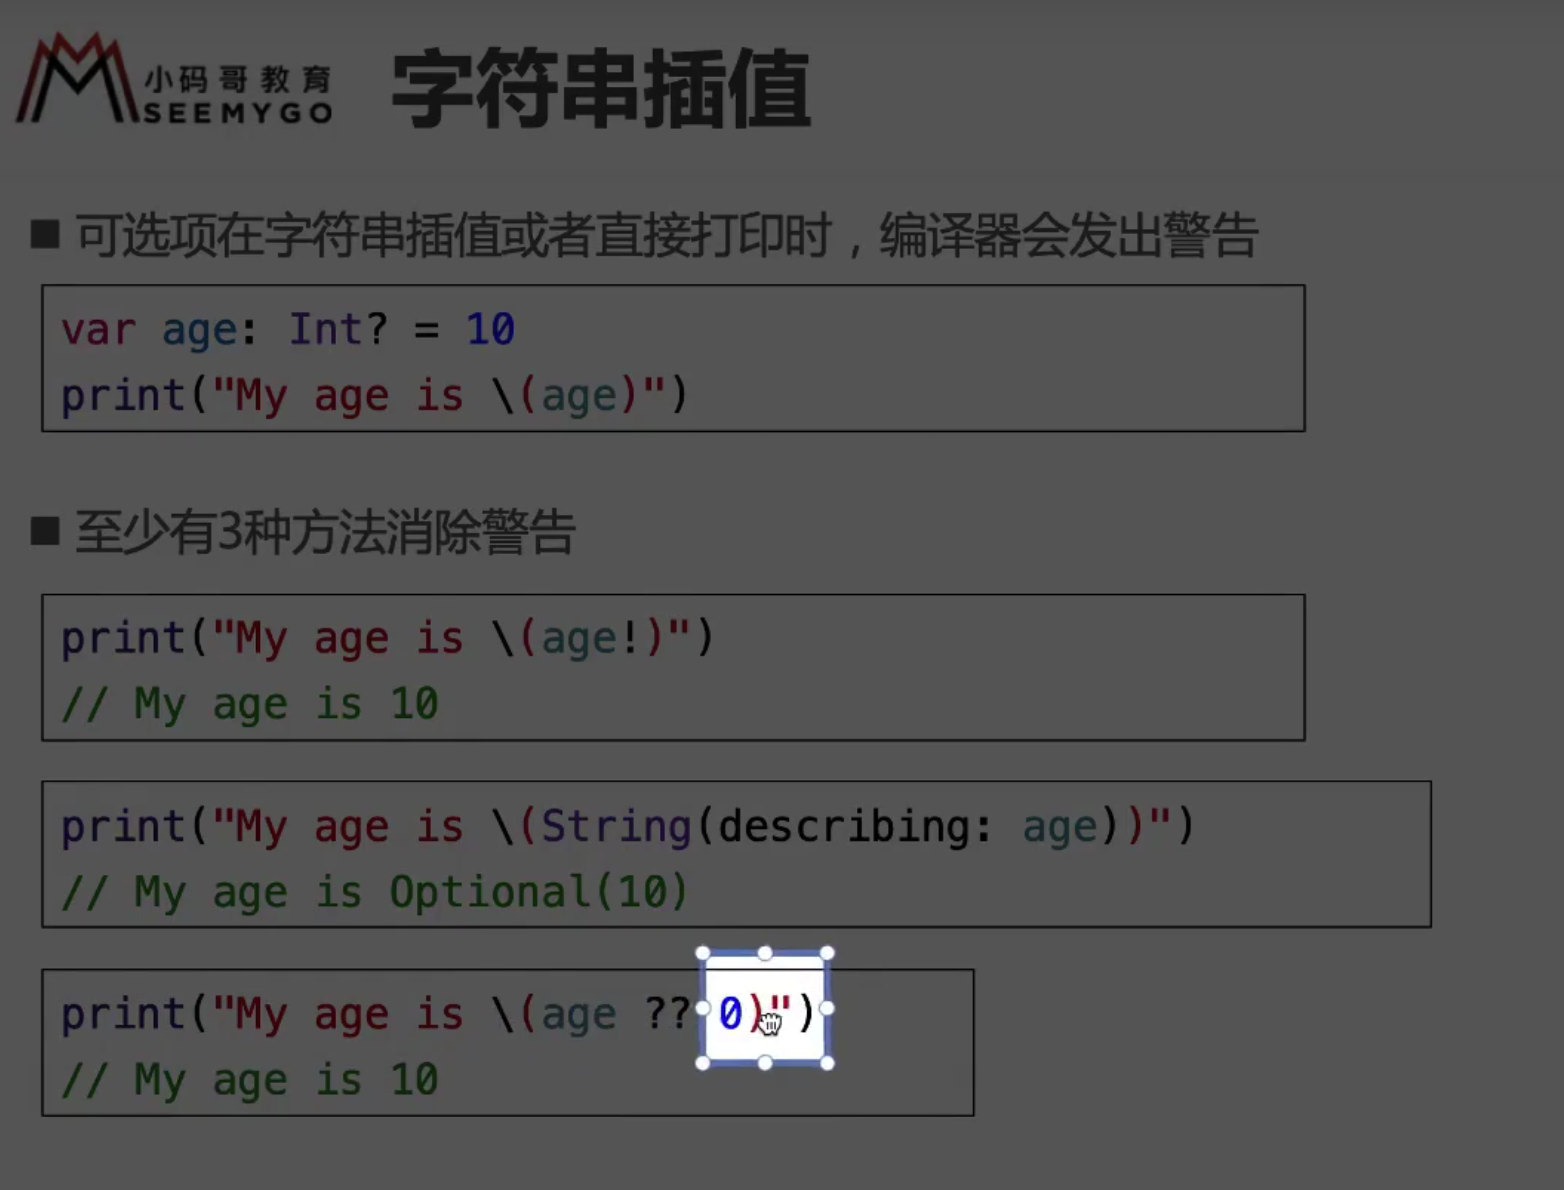 小码哥教育
SEEMYGO
字符串插值
■ 可选项在字符串插值或者直接打印时，编译器会发出警告
var age: Int? = 10
print("My age is \(age)")
■ 至少有3种方法消除警告
print("My age is \(age!)")
// My age is 10
print("My age is \(String(describing: age))")
// My age is Optional(10)
print("My age is \(age ?? 0)")
// My age is 10